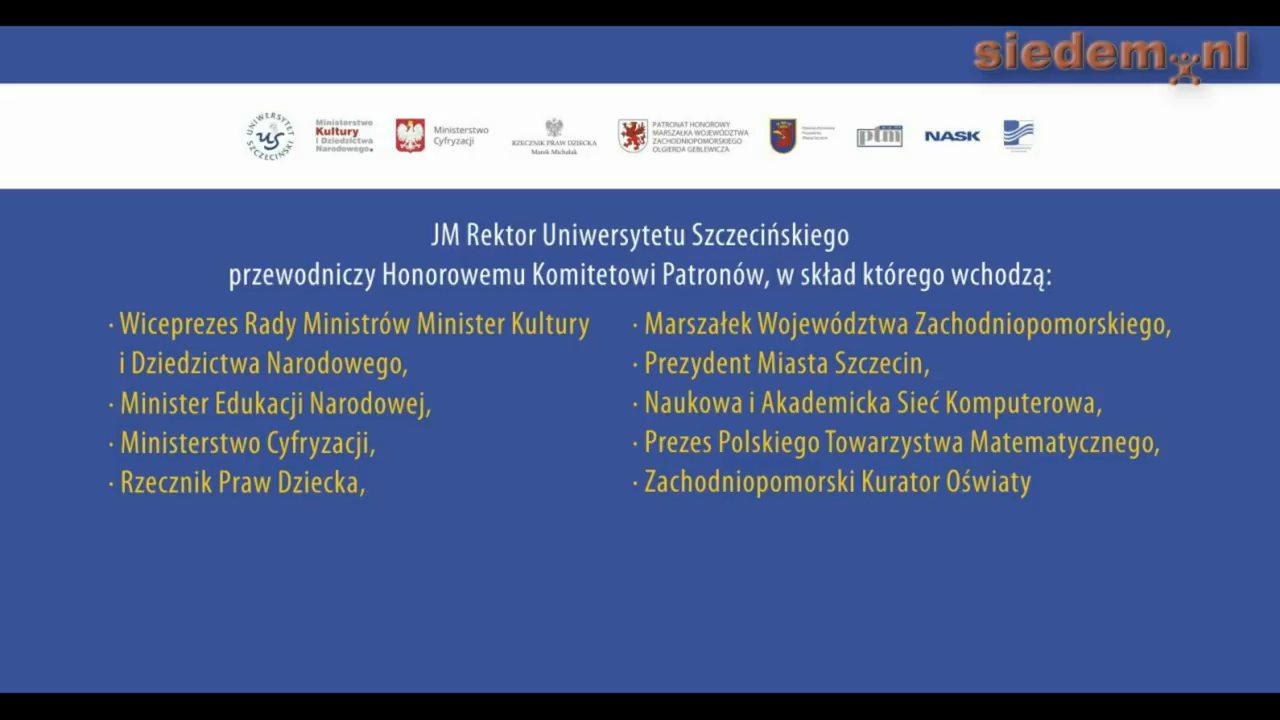 siedem.nl
UNIWERSYTET SZCZECIŃSKI
US
Ministerstwo
Kultury
i Dziedzictwa
Narodowego.
Ministerstwo
Cyfryzacji
RZECZNIK PRAW DZIECKA
Marek Michalak
PATRONAT HONOROWY
MARSZAŁKA WOJEWÓDZTWA
ZACHODNIOPOMORSKIEGO
OLGIERDA GEBLEWICZA
ptm
NASK
JM Rektor Uniwersytetu Szczecińskiego
przewodniczy Honorowemu Komitetowi Patronów, w skład którego wchodzą:
· Wiceprezes Rady Ministrów Minister Kultury
i Dziedzictwa Narodowego,
· Minister Edukacji Narodowej,
· Ministerstwo Cyfryzacji,
· Rzecznik Praw Dziecka,
· Marszałek Województwa Zachodniopomorskiego,
· Prezydent Miasta Szczecin,
· Naukowa i Akademicka Sieć Komputerowa,
· Prezes Polskiego Towarzystwa Matematycznego,
· Zachodniopomorski Kurator Oświaty